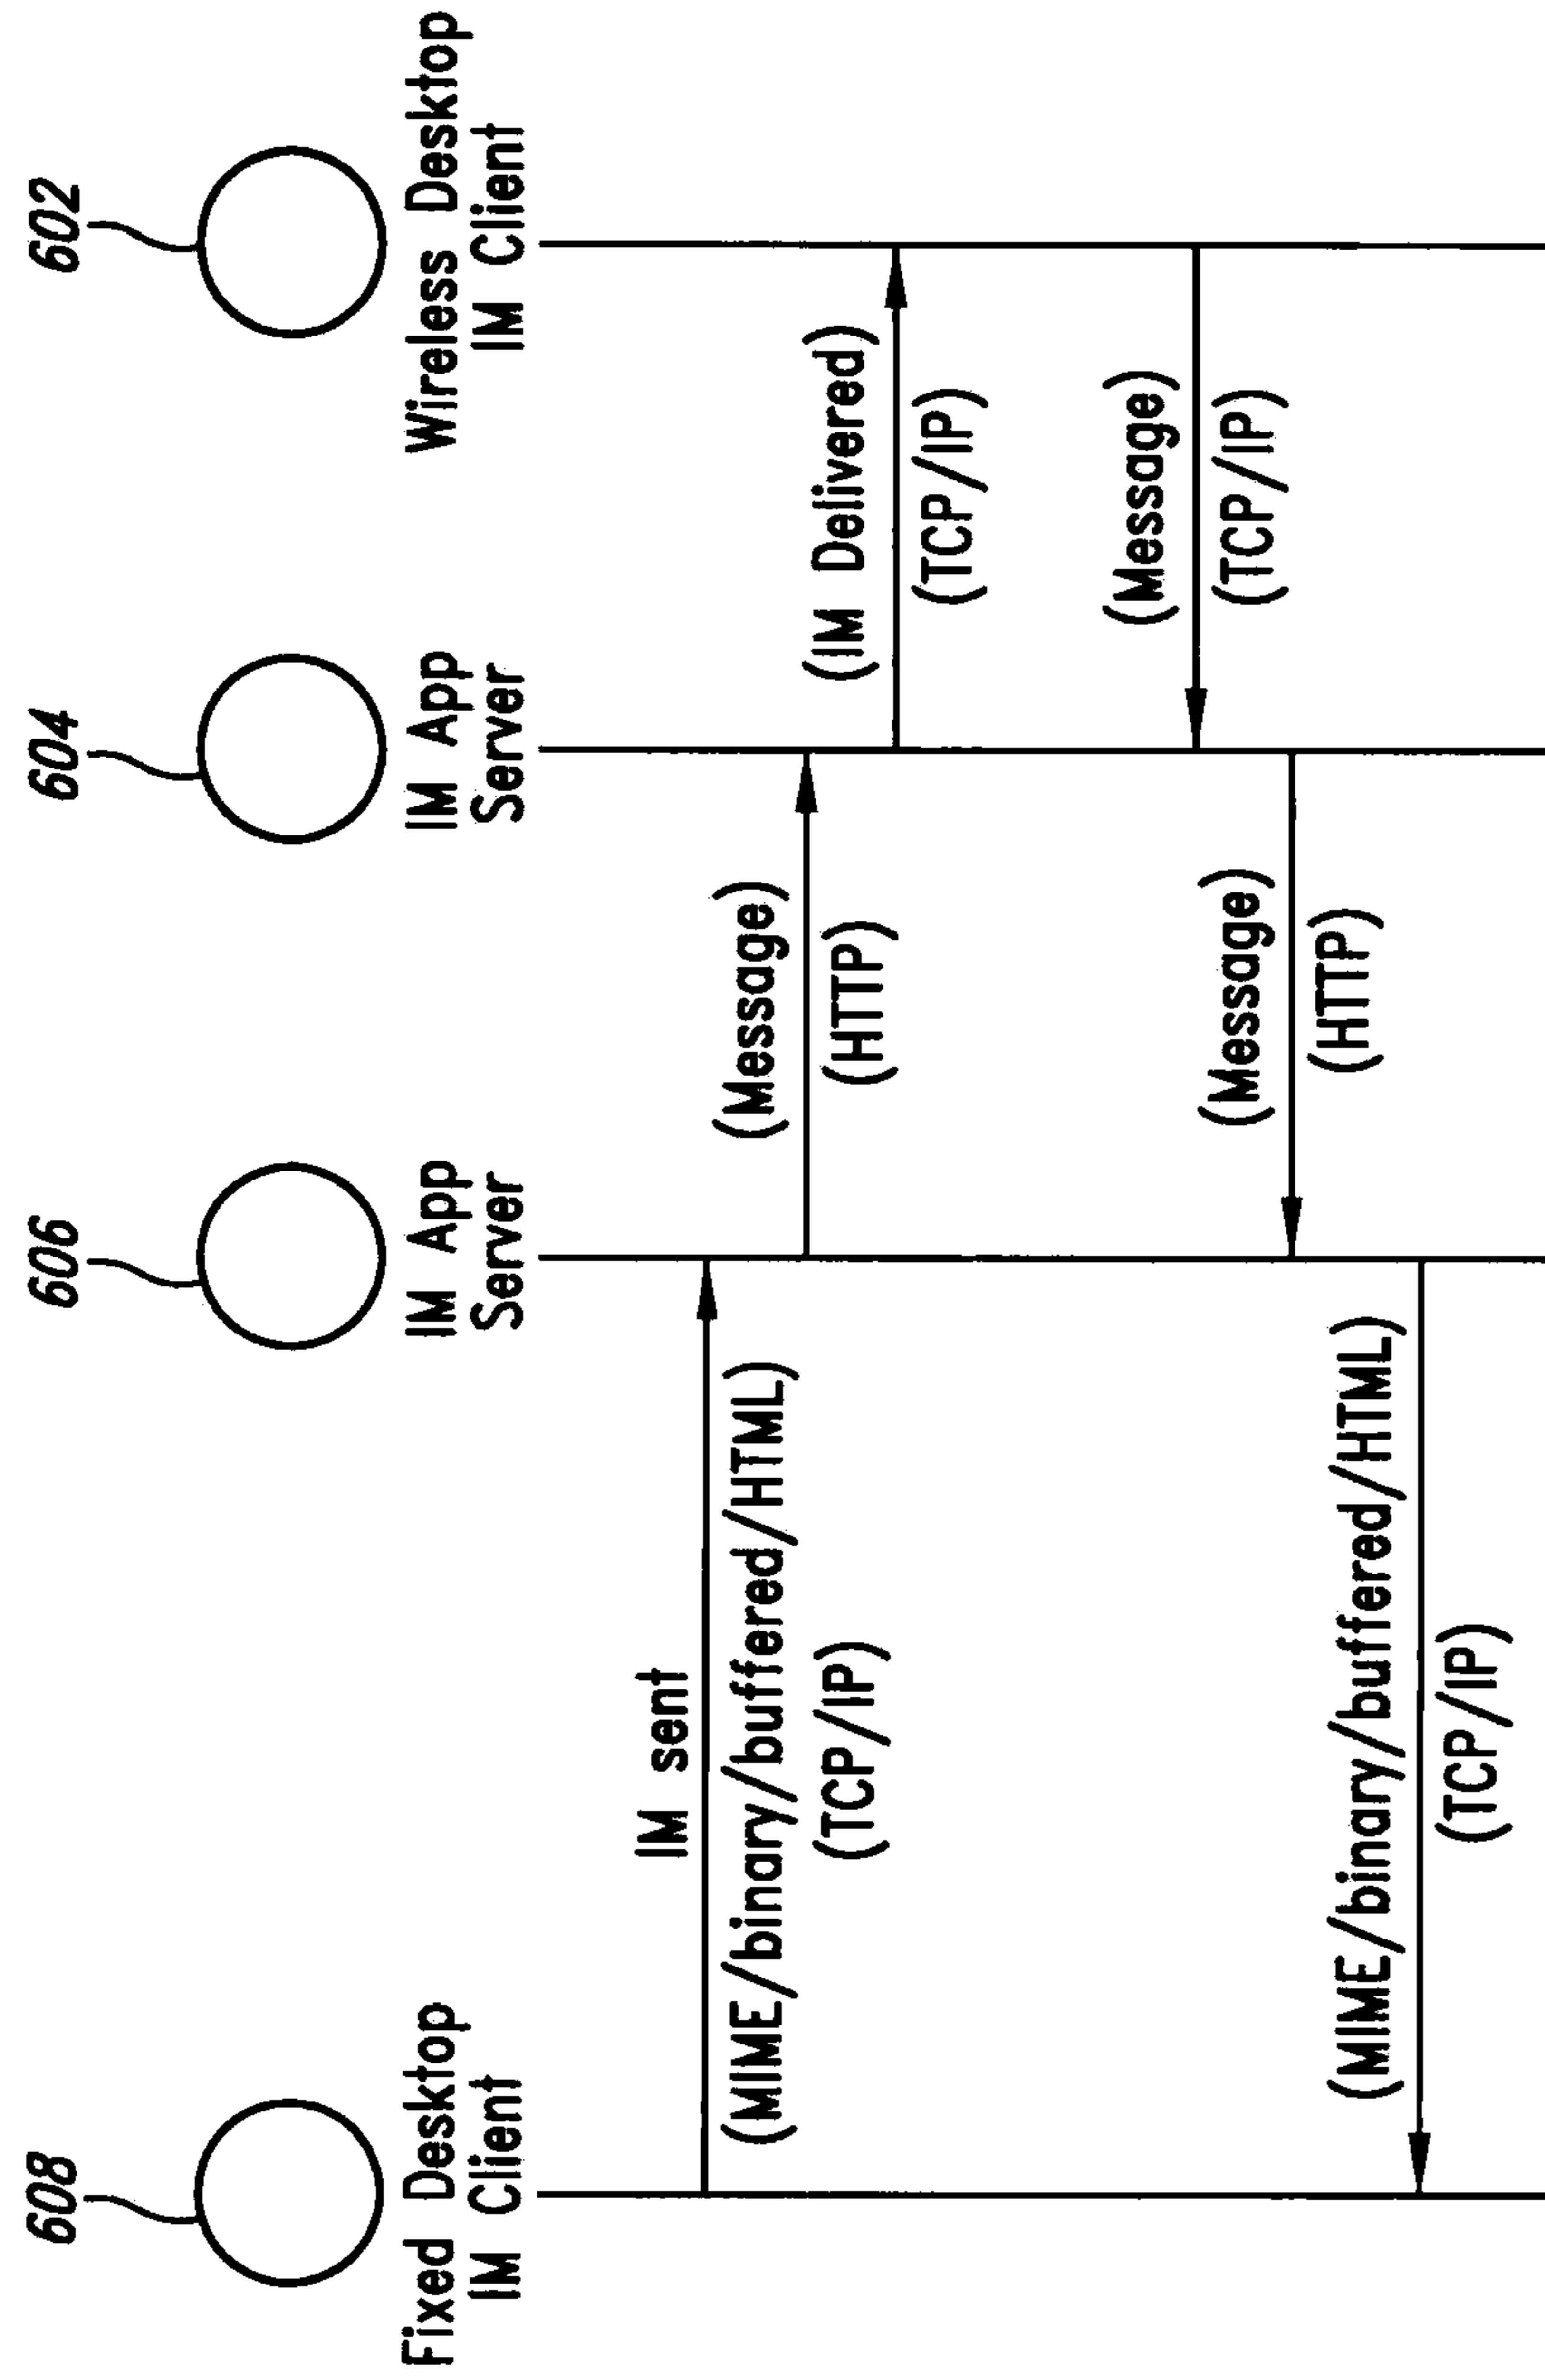 608
606
604
602
Fixed Desktop
IM Client
IM App
Server
IM App
Server
Wireless Desktop
IM Client
IM sent
(MIME/binary/buffered/HTML)
(TCP/IP)
(Message)
(HTTP)
(IM Delivered)
(TCP/IP)
(Message)
(TCP/IP)
(Message)
(HTTP)
(MIME/binary/buffered/HTML)
(TCP/IP)